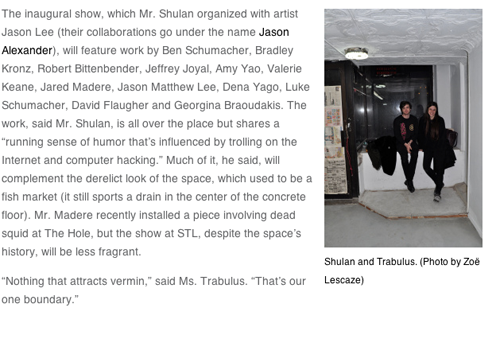 The inaugural show, which Mr. Shulan organized with artist
Jason Lee (their collaborations go under the name Jason
Alexander), will feature work by Ben Schumacher, Bradley
Kronz, Robert Bittenbender, Jeffrey Joyal, Amy Yao, Valerie
Keane, Jared Madere, Jason Matthew Lee, Dena Yago, Luke
Schumacher, David Flaugher and Georgina Braoudakis. The
work, said Mr. Shulan, is all over the place but shares a
“running sense of humor that’s influenced by trolling on the
Internet and computer hacking.” Much of it, he said, will
complement the derelict look of the space, which used to be a
fish market (it still sports a drain in the center of the concrete
floor). Mr. Madere recently installed a piece involving dead
squid at The Hole, but the show at STL, despite the space’s
history, will be less fragrant.
“Nothing that attracts vermin,” said Ms. Trabulus. “That’s our
one boundary.”
Shulan and Trabulus. (Photo by Zoë
Lescaze)